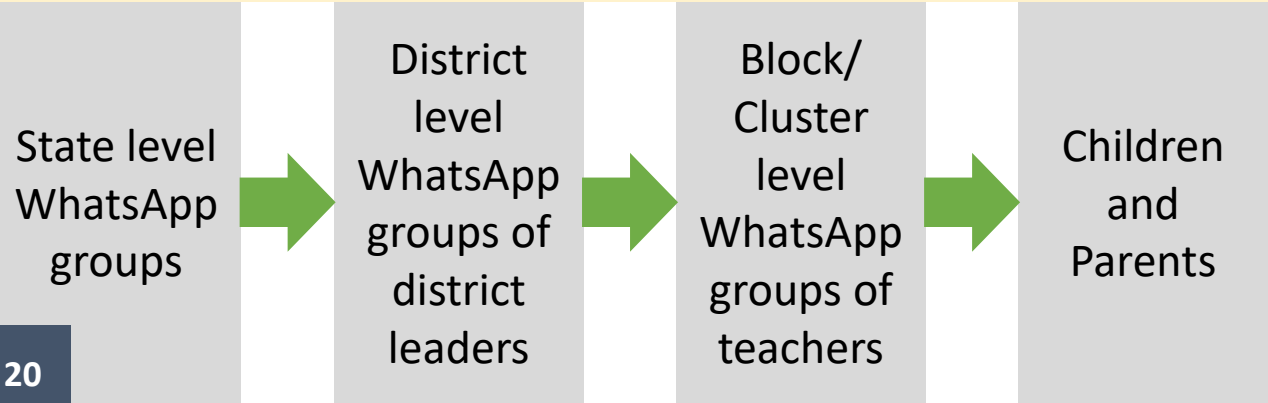 State level
WhatsApp
groups
District
level
WhatsApp
groups of
district
leaders
Block/
Cluster
level
WhatsApp
groups of
teachers
Children
and
Parents
20